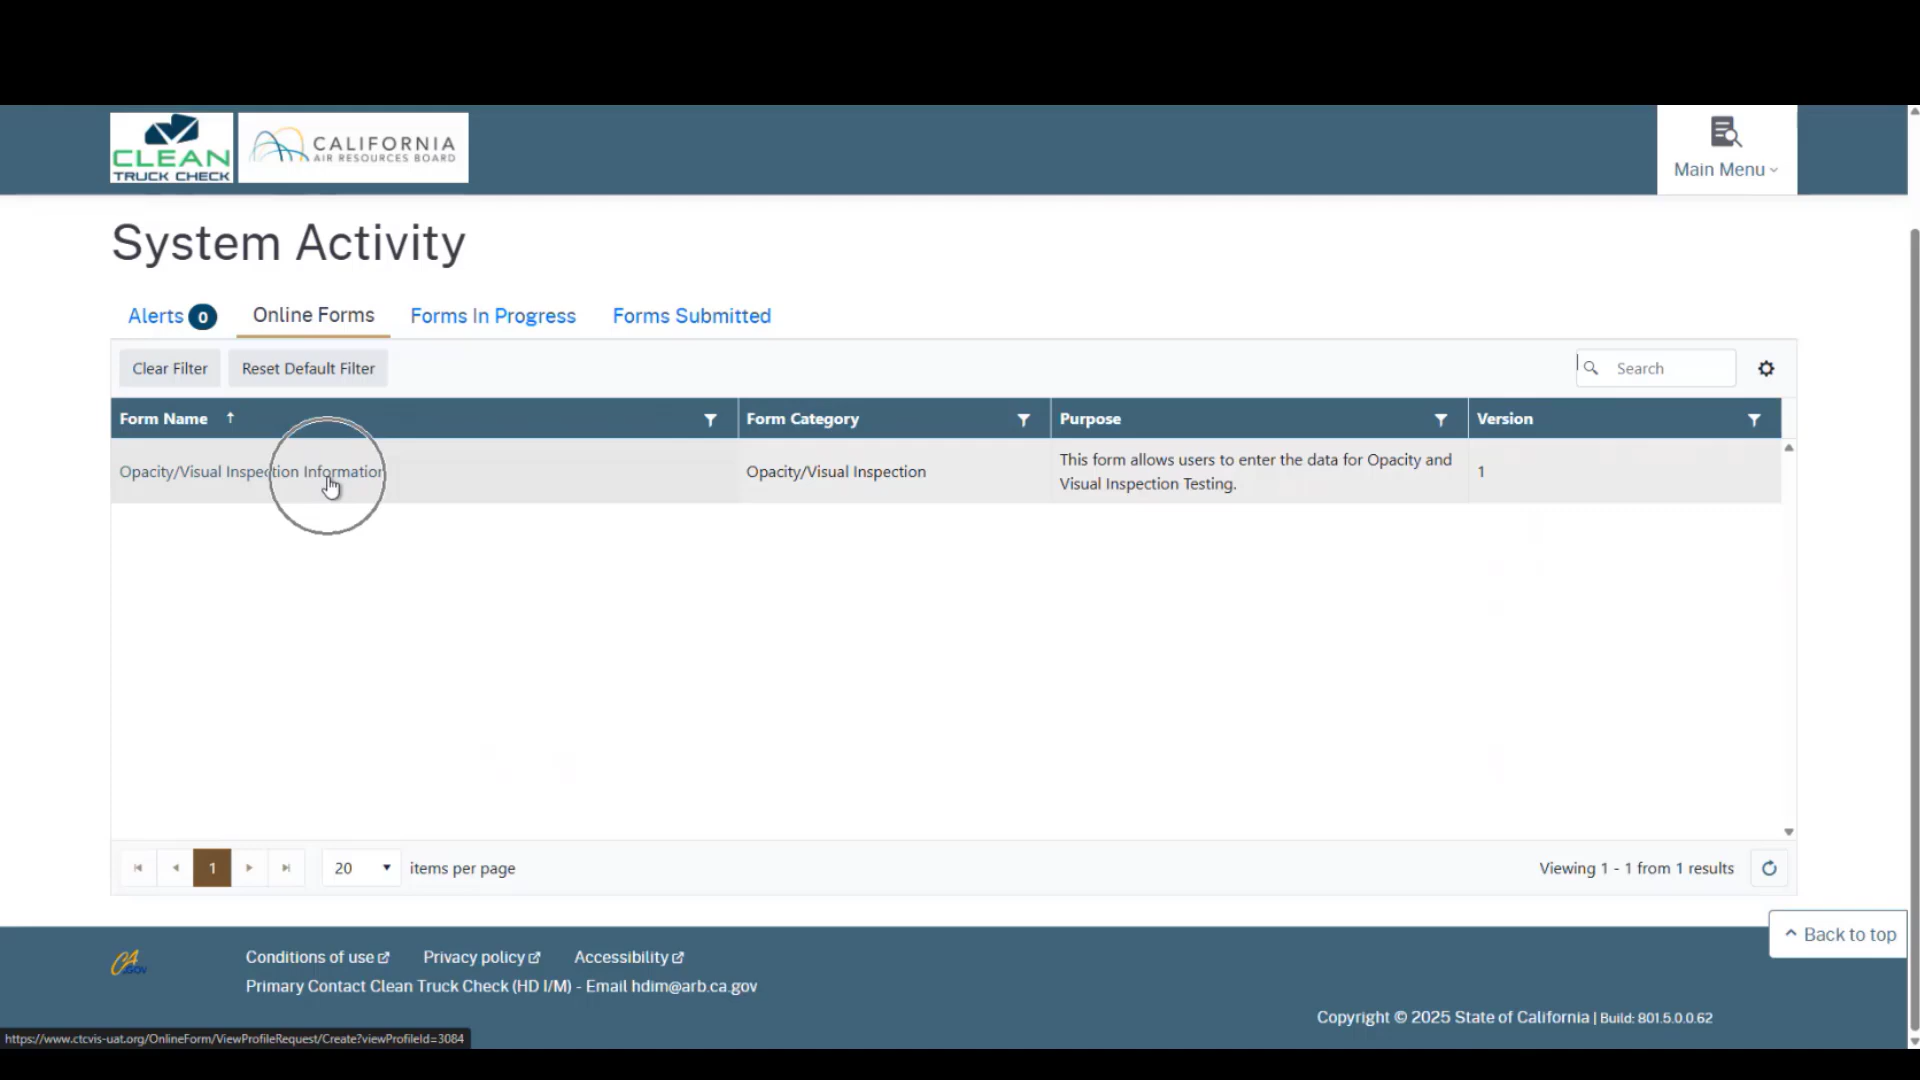 CLEAN
TRUCK CHECK
CALIFORNIA
AIR RESOURCES BOARD
Main Menu
System Activity
Alerts 0
Online Forms
Forms In Progress
Forms Submitted
Clear Filter
Reset Default Filter
Search
Form Name
Form Category
Purpose
Version
Opacity/Visual Inspection Information
Opacity/Visual Inspection
This form allows users to enter the data for Opacity and
Visual Inspection Testing.
1
1
20
items per page
Viewing 1 - 1 from 1 results
Back to top
CA
.GOV
Conditions of use
Privacy policy
Accessibility
Primary Contact Clean Truck Check (HD I/M) - Email hdim@arb.ca.gov
Copyright © 2025 State of California | Build: 801.5.0.0.62
https://www.ctcvis-uat.org/OnlineForm/ViewProfileRequest/Create?viewProfileId=3084